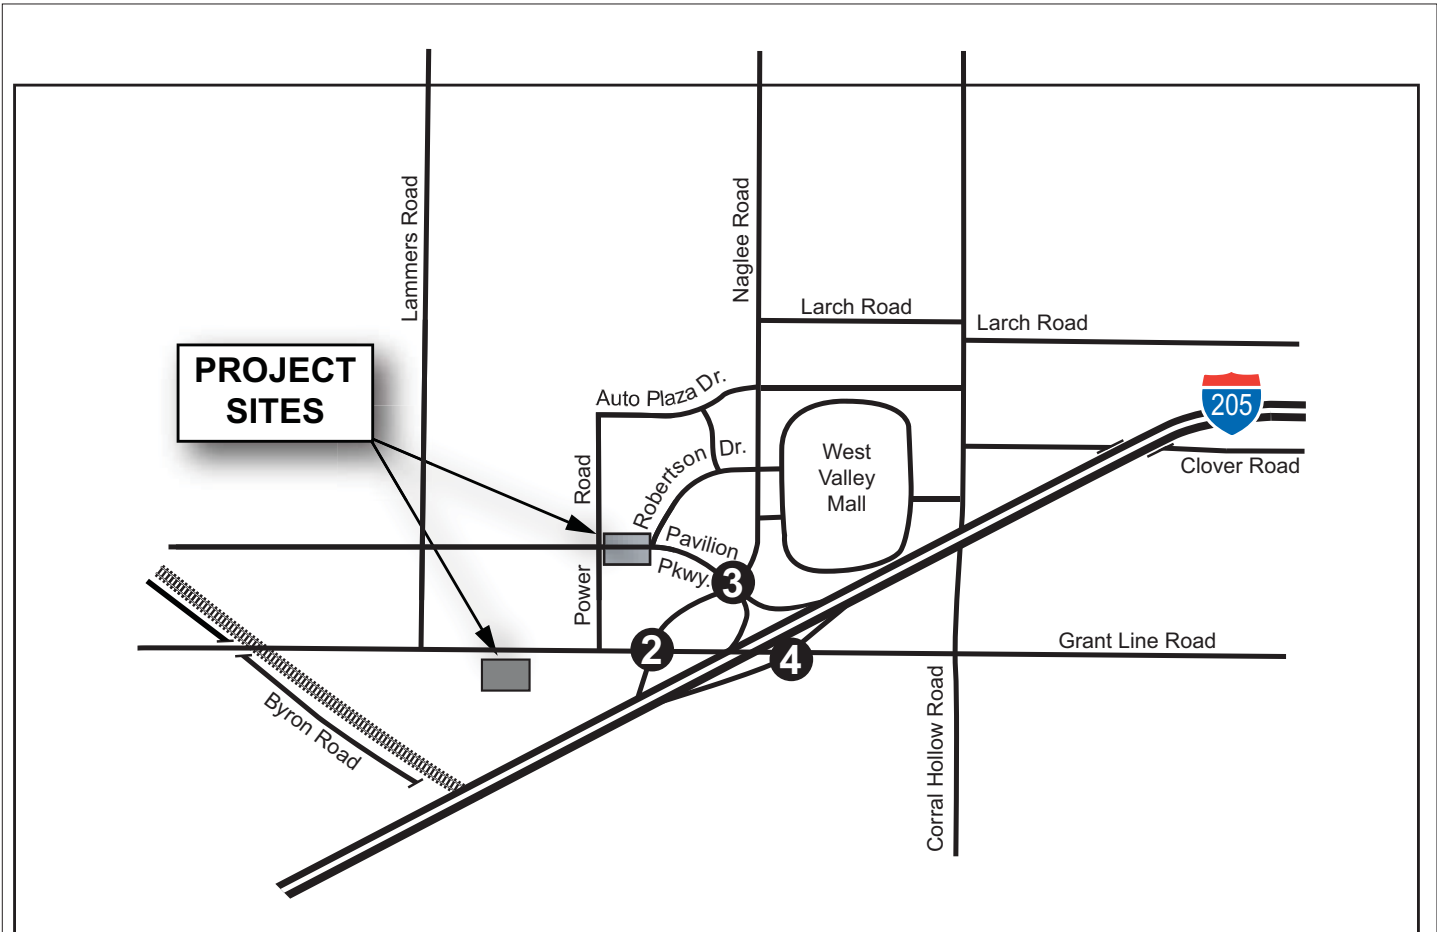 Lammers Road
Naglee Road
Larch Road
Larch Road
PROJECT
SITES
205
Auto Plaza Dr.
West
Valley
Mall
Robertson Dr.
Clover Road
Power Road
Pavilion
Pkwy.
3
2
4
Grant Line Road
Byron Road
Corral Hollow Road